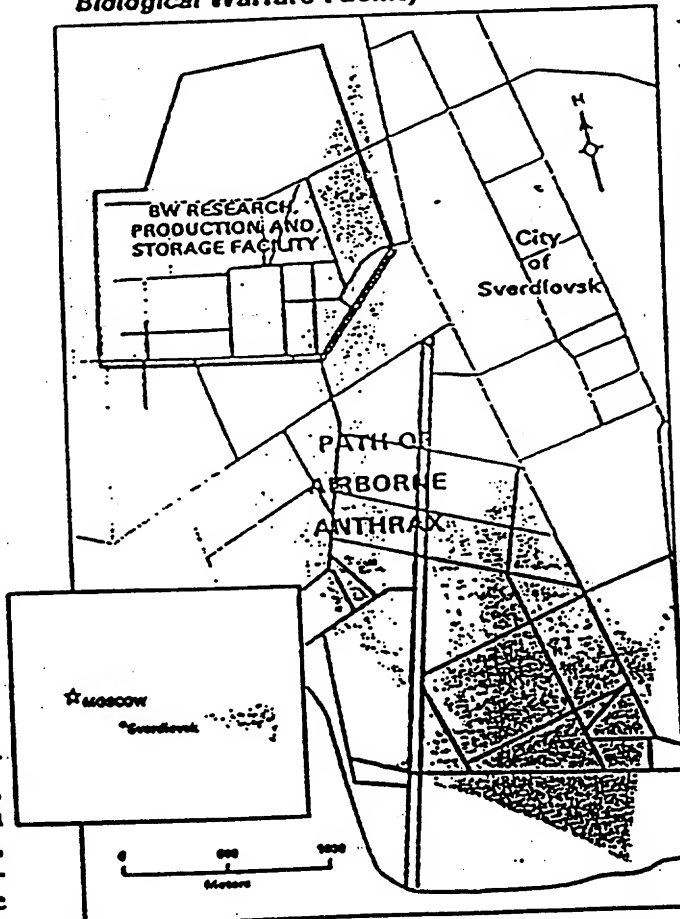 Biological Warfare Facility
N
BW RESEARCH,
PRODUCTION AND
STORAGE FACILITY
City
of
Sverdlovsk
PATH OF
AIRBORNE
ANTHRAX
MOSCOW
Sverdlovsk
0
Meters